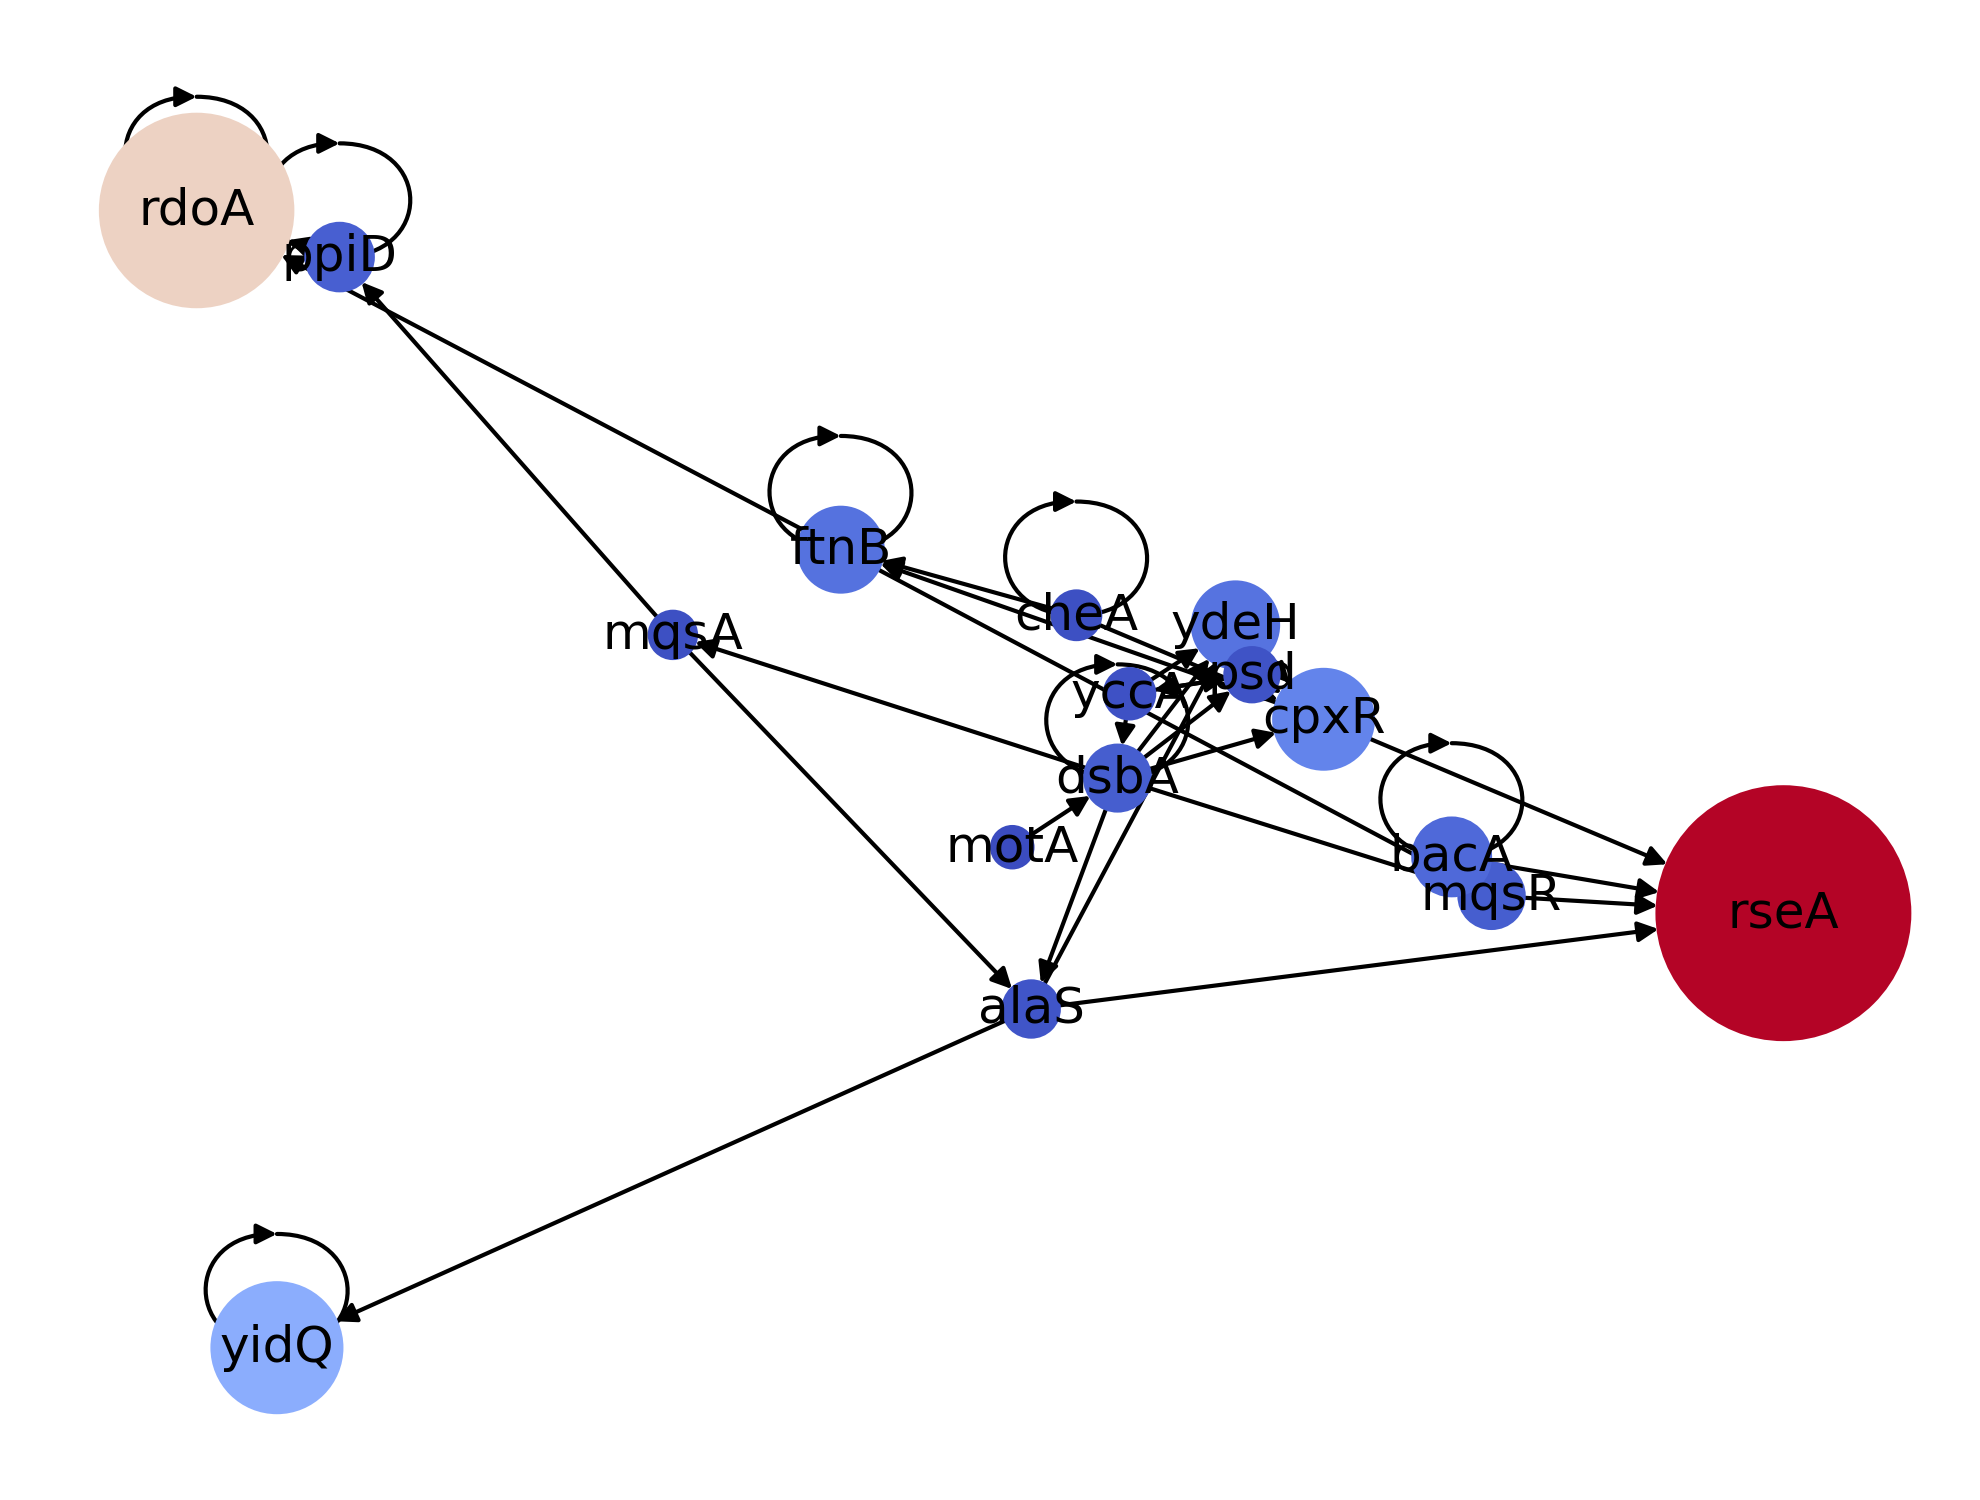 rdoA
ppiD
ftnB
cheA
ydeH
mqsA
psd
yccA
cpxR
dsbA
motA
bacA
mqsR
rseA
alaS
yidQ